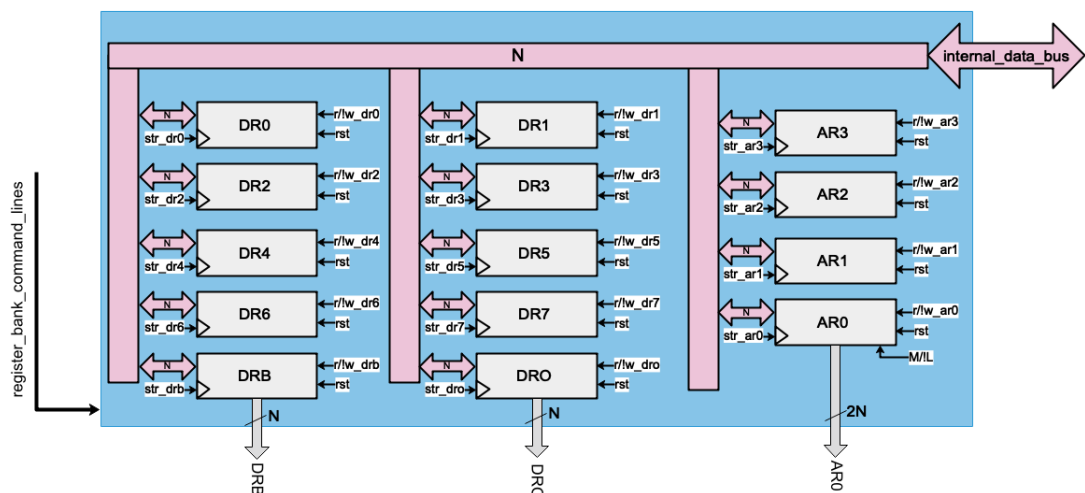 N
internal_data_bus
register_bank_command_lines
N
DR0
r/!w_dr0
rst
str_dr0
N
DR1
r/!w_dr1
rst
str_dr1
N
AR3
r/!w_ar3
rst
str_ar3
N
DR2
r/!w_dr2
rst
str_dr2
N
DR3
r/!w_dr3
rst
str_dr3
N
AR2
r/!w_ar2
rst
str_ar2
N
DR4
r/!w_dr4
rst
str_dr4
N
DR5
r/!w_dr5
rst
str_dr5
N
AR1
r/!w_ar1
rst
str_ar1
N
DR6
r/!w_dr6
rst
str_dr6
N
DR7
r/!w_dr7
rst
str_dr7
N
AR0
r/!w_ar0
rst
str_ar0
M/!L
N
DRB
r/!w_drb
rst
str_drb
N
DRO
r/!w_dro
rst
str_dro
N
N
2N
DRB
DRO
AR0